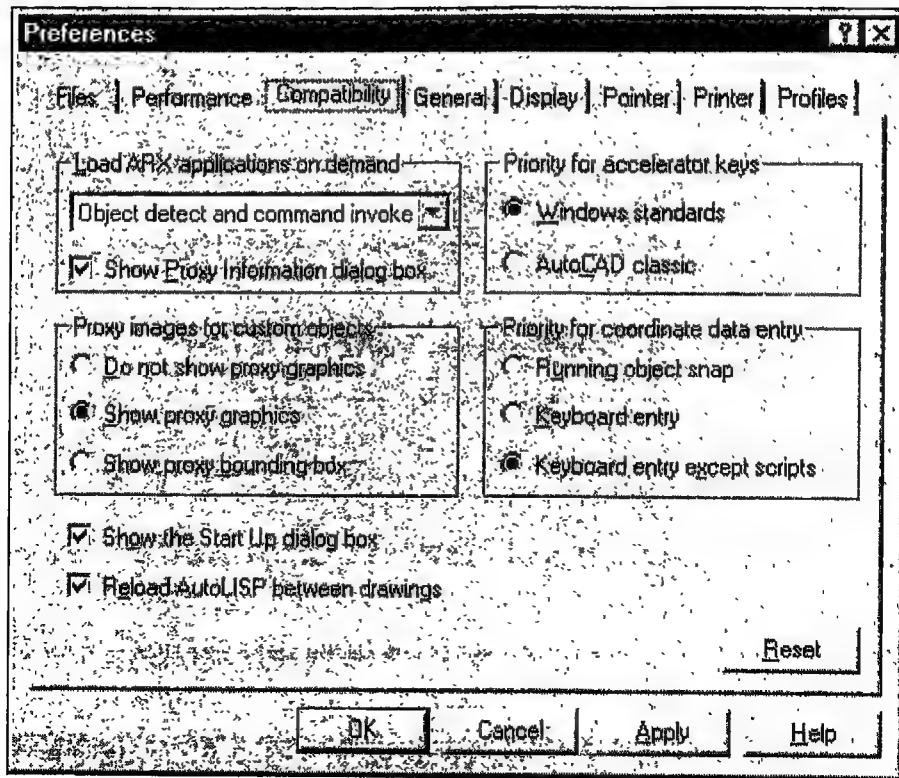 Preferences
Files Performance Compatibility General Display Pointer Printer Profiles
Load ARX applications on demand
Object detect and command invoke
Show Proxy Information dialog box
Priority for accelerator keys
Windows standards
AutoCAD classic
Proxy images for custom objects
Do not show proxy graphics
Show proxy graphics
Show proxy bounding box
Priority for coordinate data entry
Running object snap
Keyboard entry
Keyboard entry except scripts
Show the Start Up dialog box
Reload AutoLISP between drawings
Reset
OK Cancel Apply Help